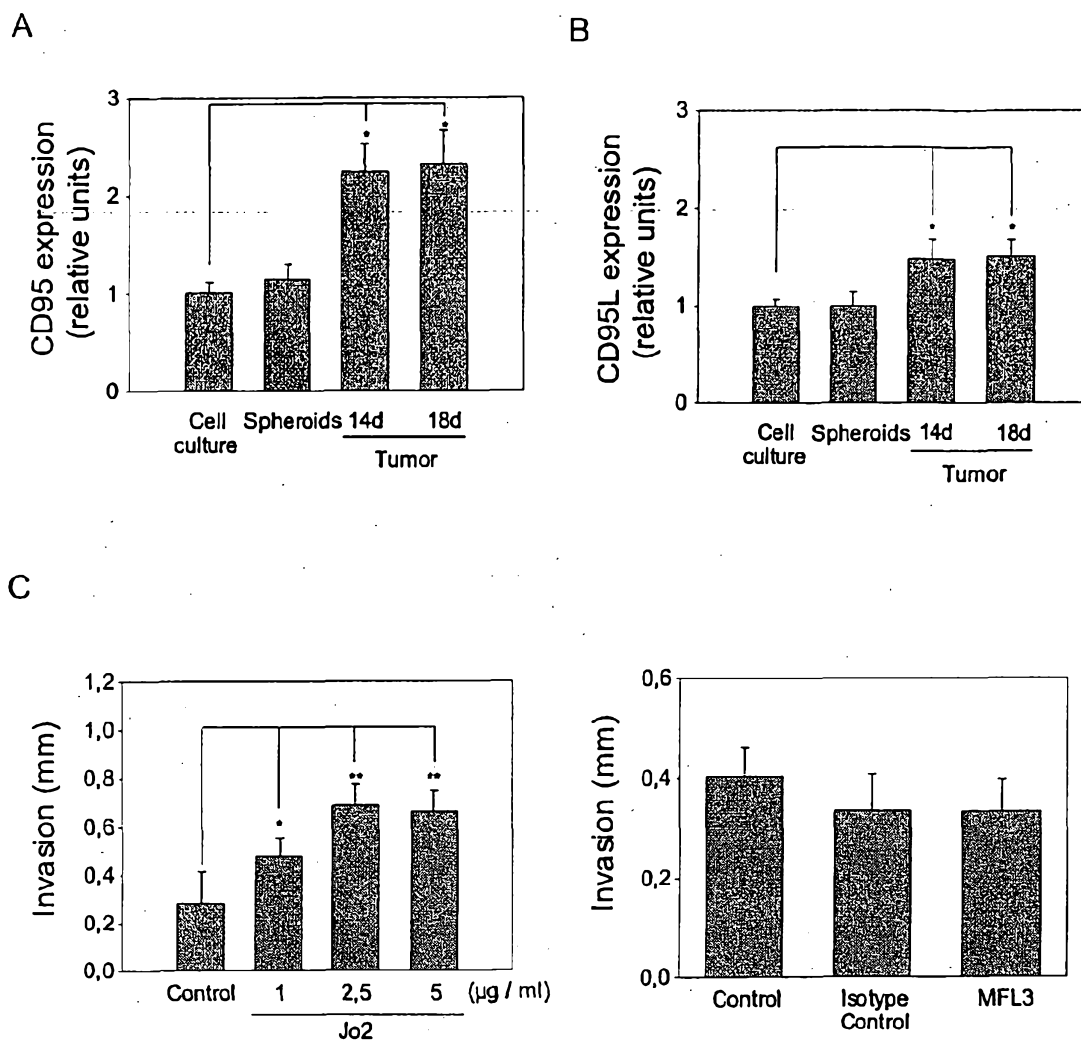 A
CD95 expression
(relative units)
3
2
1
0
*
*
Cell
culture
Spheroids
14d
18d
Tumor
B
CD95L expression
(relative units)
3
2
1
0
*
*
Cell
culture
Spheroids
14d
18d
Tumor
C
Invasion (mm)
1,2
1,0
0,8
0,6
0,4
0,2
0,0
*
**
**
Control
1
2,5
5
(µg / ml)
Jo2
Invasion (mm)
0,6
0,4
0,2
0,0
Control
Isotype
Control
MFL3